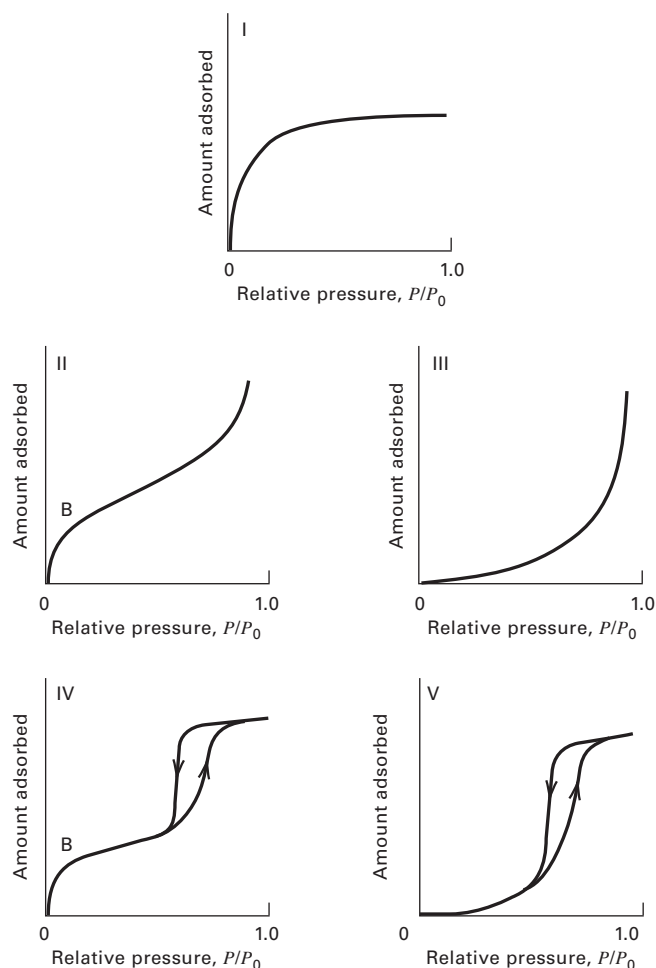 I
Amount adsorbed
0
1.0
Relative pressure, P/P0
II
Amount adsorbed
B
0
1.0
Relative pressure, P/P0
III
Amount adsorbed
0
1.0
Relative pressure, P/P0
IV
Amount adsorbed
B
0
1.0
Relative pressure, P/P0
V
Amount adsorbed
0
1.0
Relative pressure, P/P0